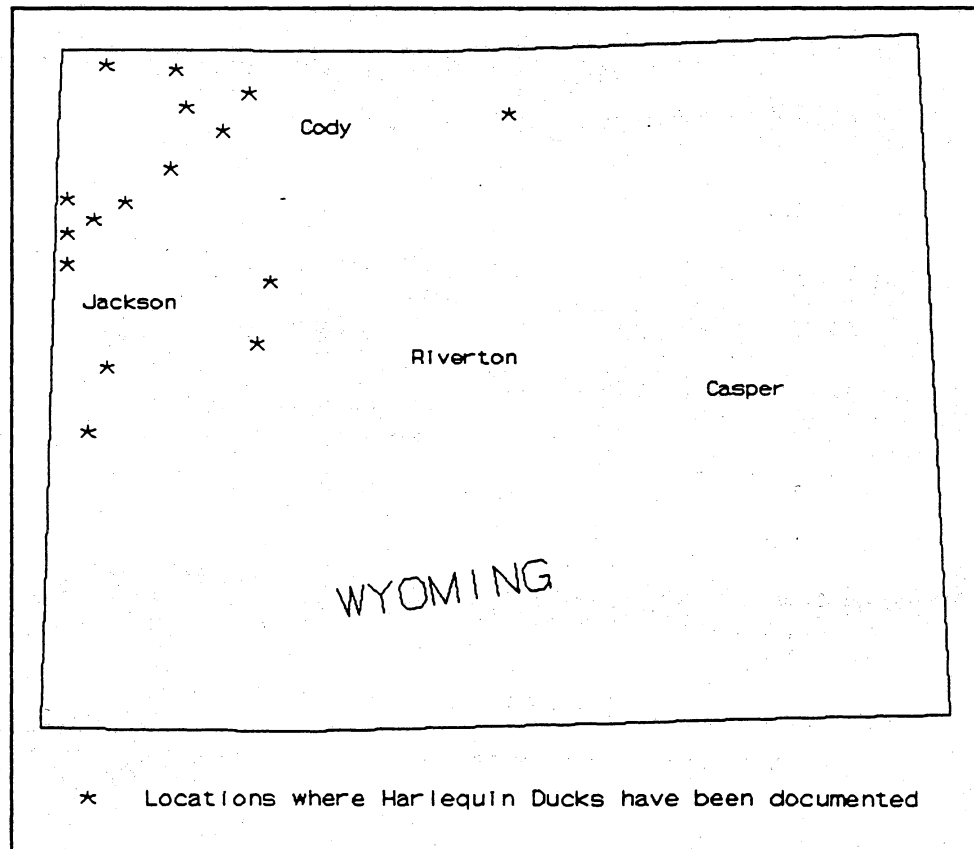 Cody
Jackson
Riverton
Casper
WYOMING
* Locations where Harlequin Ducks have been documented